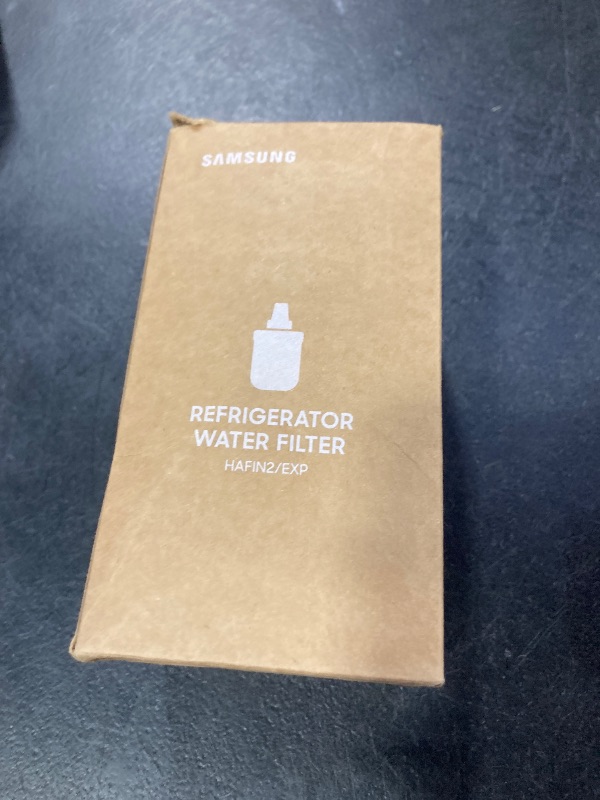 SAMSUNG
REFRIGERATOR
WATER FILTER
HAFIN2/EXP